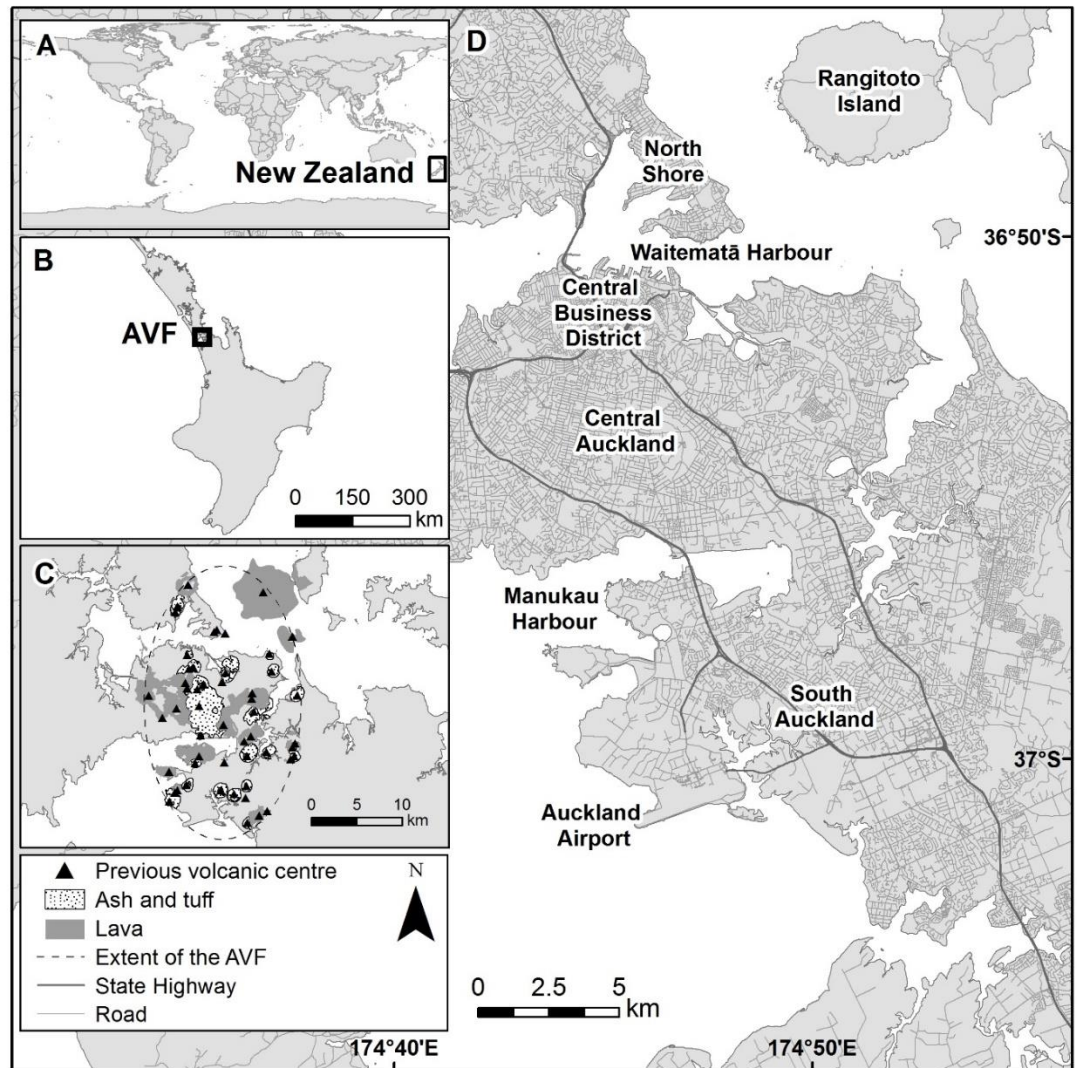 A
New Zealand
B
AVF
0 150 300
km
C
0 5 10
km
Previous volcanic centre
Ash and tuff
Lava
Extent of the AVF
State Highway
Road
N
D
Rangitoto
Island
North
Shore
36°50'S
Waitematā Harbour
Central
Business
District
Central
Auckland
Manukau
Harbour
South
Auckland
37°S
Auckland
Airport
0 2.5 5
km
174°40'E
174°50'E